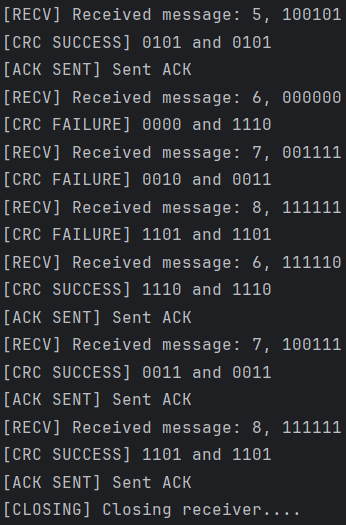 [RECV] Received message: 5, 100101
[CRC SUCCESS] 0101 and 0101
[ACK SENT] Sent ACK
[RECV] Received message: 6, 000000
[CRC FAILURE] 0000 and 1110
[RECV] Received message: 7, 001111
[CRC FAILURE] 0010 and 0011
[RECV] Received message: 8, 111111
[CRC FAILURE] 1101 and 1101
[RECV] Received message: 6, 111110
[CRC SUCCESS] 1110 and 1110
[ACK SENT] Sent ACK
[RECV] Received message: 7, 100111
[CRC SUCCESS] 0011 and 0011
[ACK SENT] Sent ACK
[RECV] Received message: 8, 111111
[CRC SUCCESS] 1101 and 1101
[ACK SENT] Sent ACK
[CLOSING] Closing receiver....